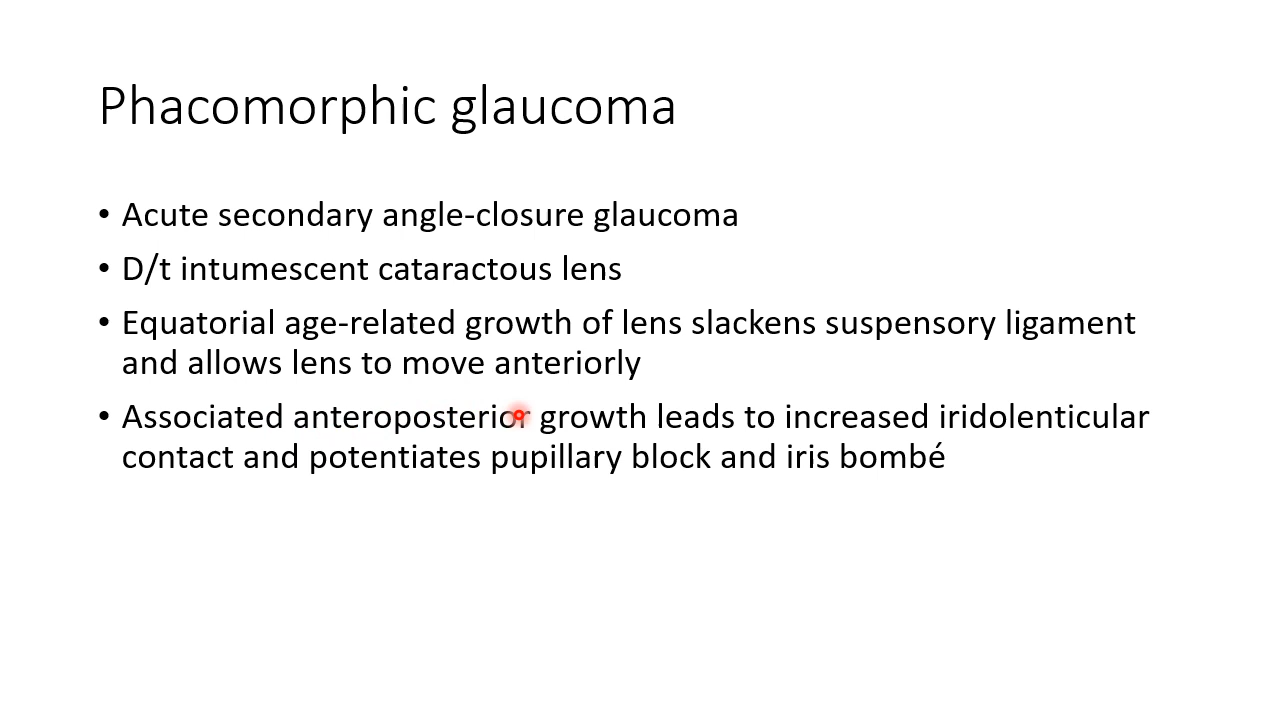 Phacomorphic glaucoma
• Acute secondary angle-closure glaucoma
• D/t intumescent cataractous lens
• Equatorial age-related growth of lens slackens suspensory ligament
and allows lens to move anteriorly
• Associated anteroposterior growth leads to increased iridolenticular
contact and potentiates pupillary block and iris bombé